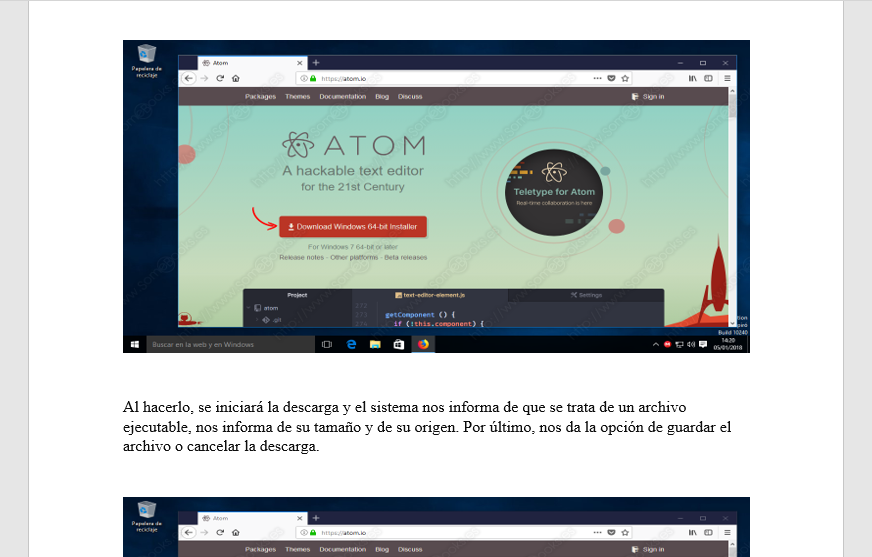 Papelera de
reciclaje
Atom
https://atom.io
Packages Themes Documentation Blog Discuss Sign in
ATOM
A hackable text editor
for the 21st Century
Download Windows 64-bit Installer
For Windows 7 64-bit or later
Release notes - Other platforms - Beta releases
Teletype for Atom
Real-time collaboration is here
Project text-editor-element.js Settings
atom
.git
272
273 getComponent () {
274 if (!this.component) {
Build 10240
Buscar en la web y en Windows
14:20
05/01/2018
Al hacerlo, se iniciará la descarga y el sistema nos informa de que se trata de un archivo
ejecutable, nos informa de su tamaño y de su origen. Por último, nos da la opción de guardar el
archivo o cancelar la descarga.
Papelera de
reciclaje
Atom
https://atom.io
Packages Themes Documentation Blog Discuss Sign in